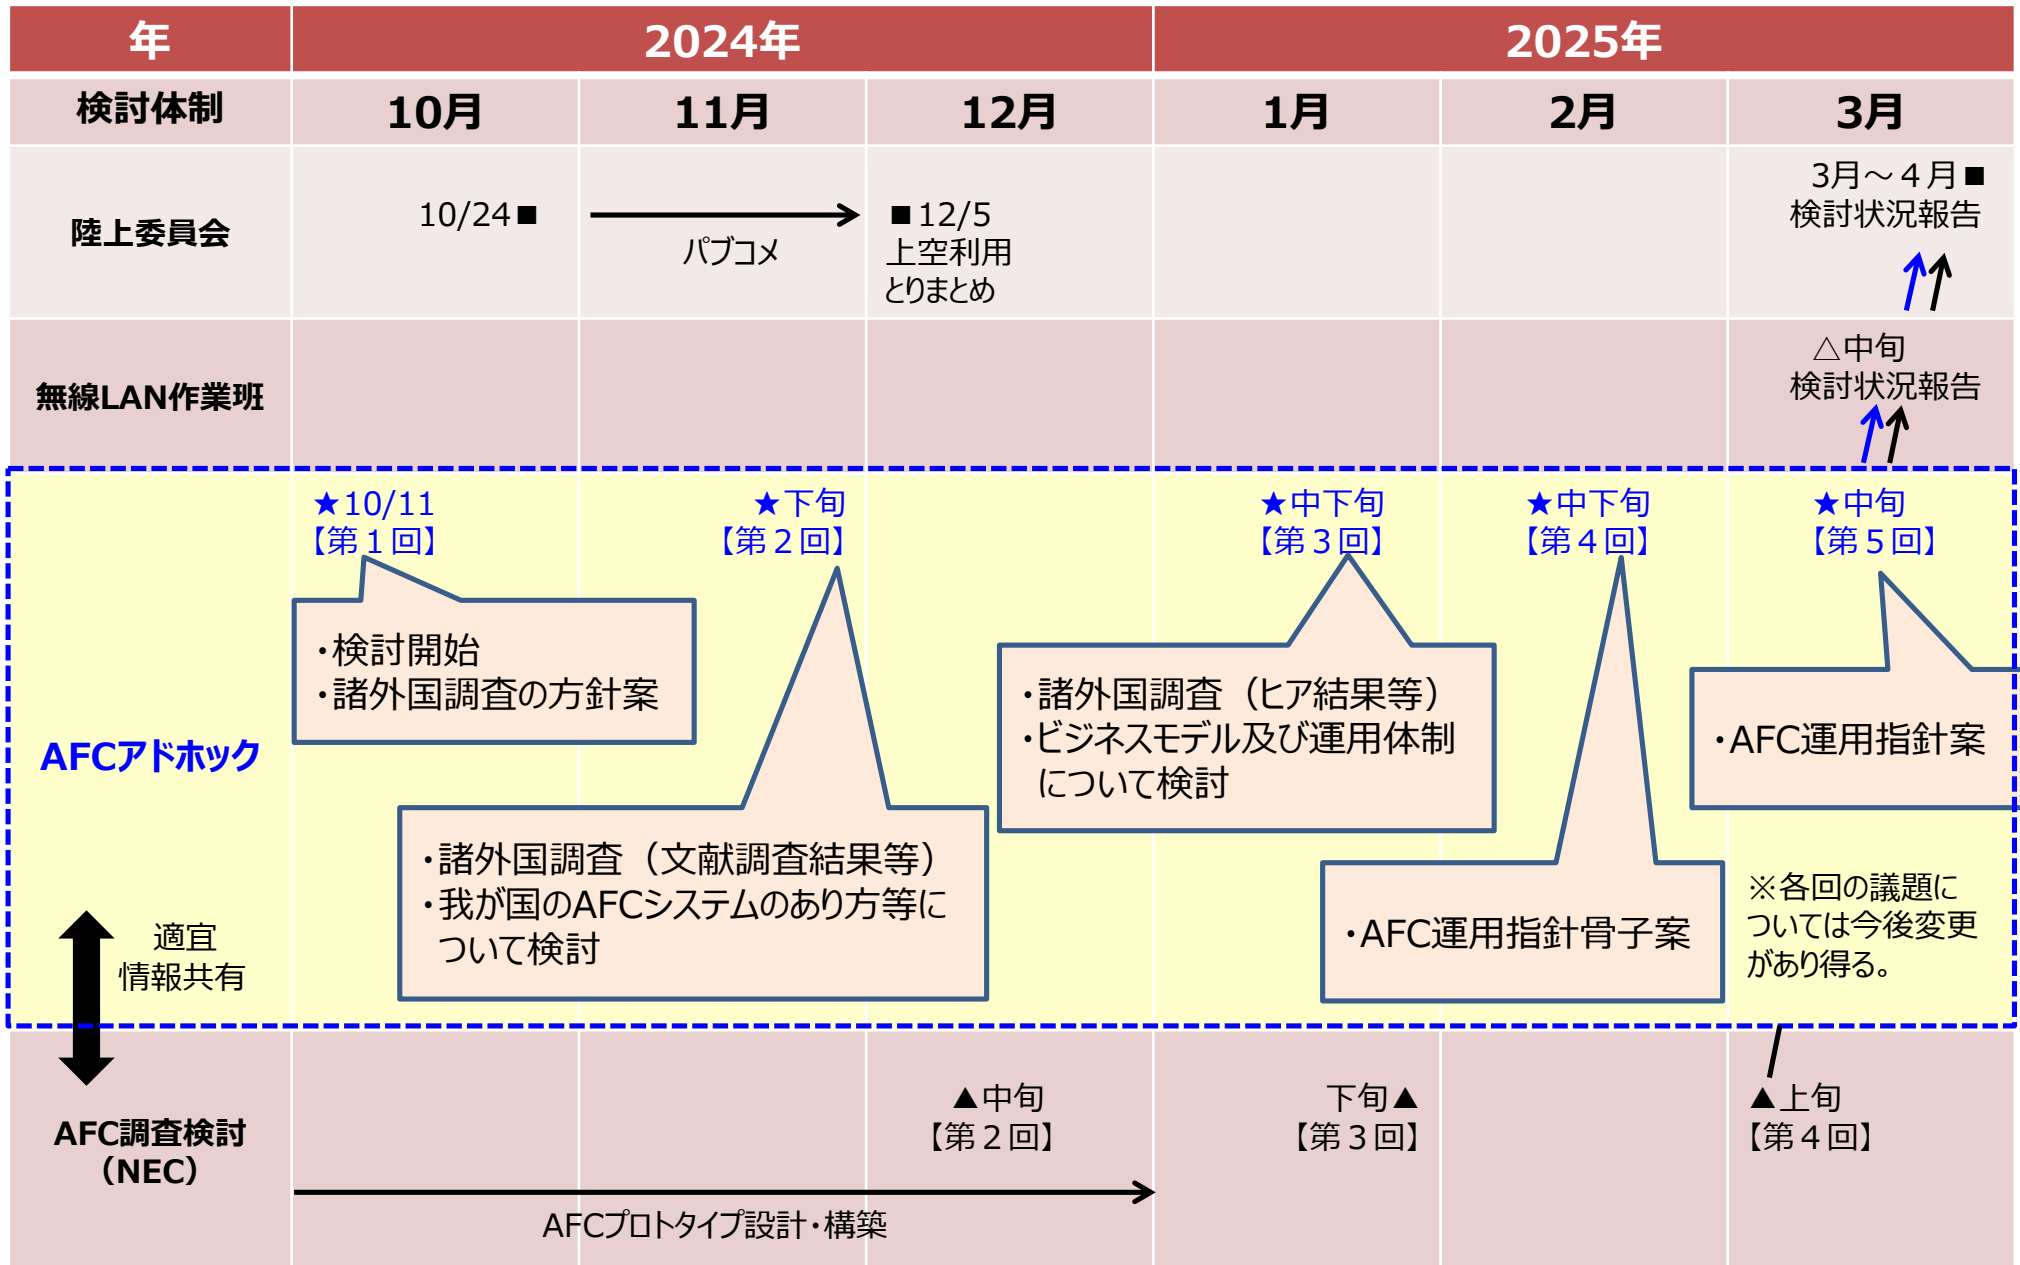 年
2024年
2025年
検討体制
10月
11月
12月
1月
2月
3月
陸上委員会
10/24■
パブコメ
■12/5
上空利用
とりまとめ
3月～４月■
検討状況報告
無線LAN作業班
△中旬
検討状況報告
AFCアドホック
★10/11
【第１回】
★下旬
【第２回】
★中下旬
【第３回】
★中下旬
【第４回】
★中旬
【第５回】
・検討開始
・諸外国調査の方針案
・諸外国調査（文献調査結果等）
・我が国のAFCシステムのあり方等に
ついて検討
・諸外国調査（ヒア結果等）
・ビジネスモデル及び運用体制
について検討
・AFC運用指針骨子案
・AFC運用指針案
※各回の議題に
ついては今後変更
があり得る。
適宜
情報共有
AFC調査検討
（NEC）
▲中旬
【第２回】
下旬▲
【第３回】
▲上旬
【第４回】
AFCプロトタイプ設計・構築